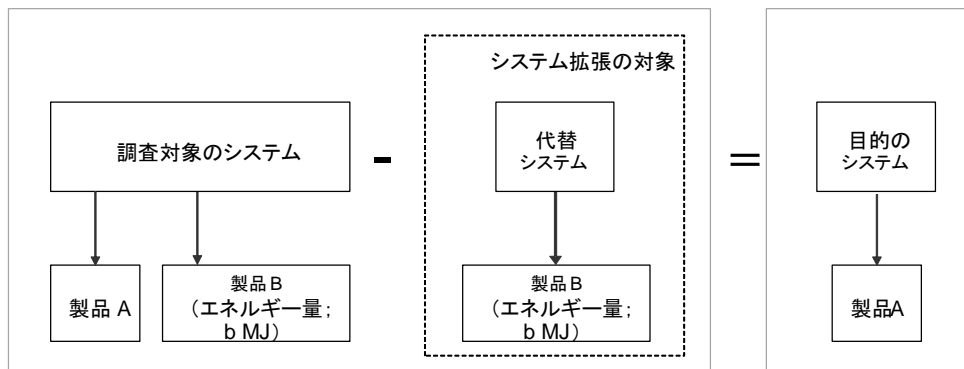 システム拡張の対象
調査対象のシステム
-
代替
システム
=
目的の
システム
製品 A
製品B
(エネルギー量;
b MJ)
製品B
(エネルギー量;
b MJ)
製品A